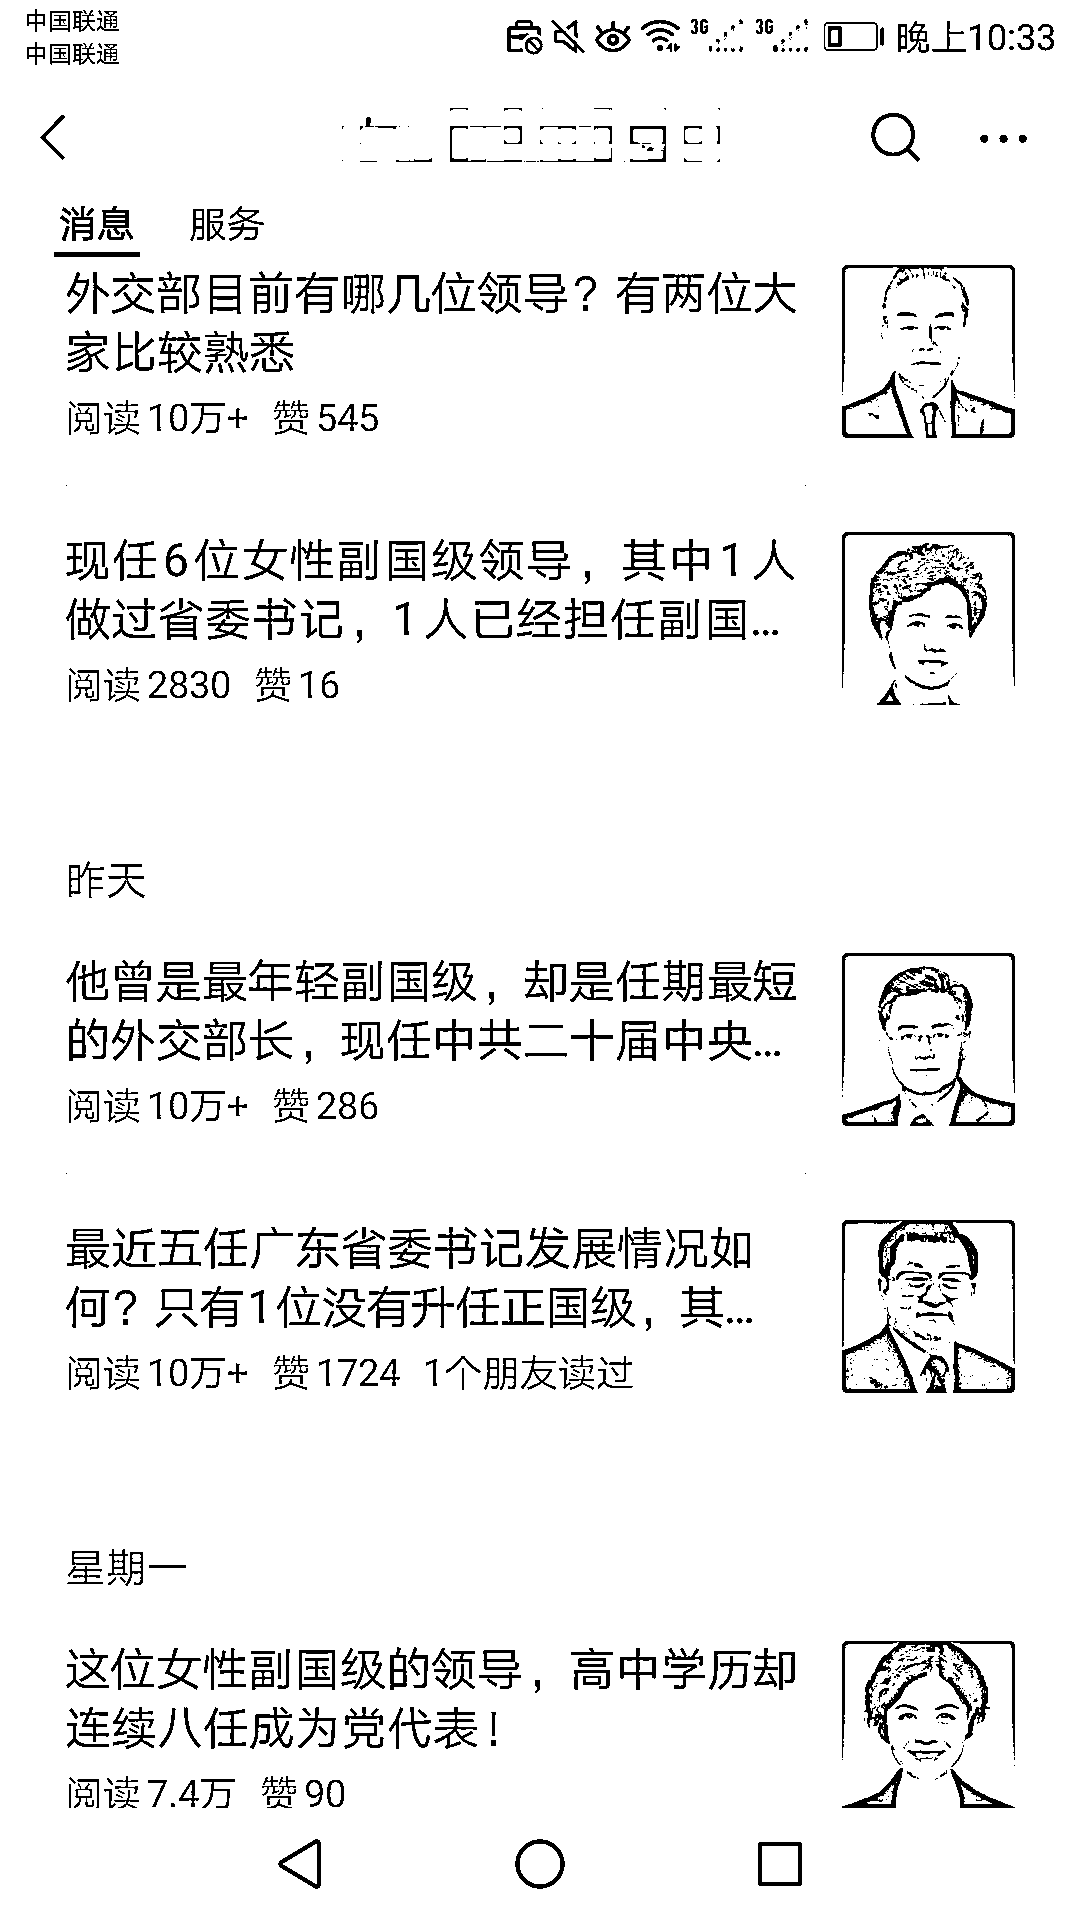 中国联通
中国联通
3G 3G 晚上10:33
消息 服务
外交部目前有哪几位领导？有两位大
家比较熟悉
阅读 10万+ 赞 545
现任6位女性副国级领导，其中1人
做过省委书记，1人已经担任副国...
阅读 2830 赞 16
昨天
他曾是最年轻副国级，却是任期最短
的外交部长，现任中共二十届中央...
阅读 10万+ 赞 286
最近五任广东省委书记发展情况如
何？只有1位没有升任正国级，其...
阅读 10万+ 赞 1724 1个朋友读过
星期一
这位女性副国级的领导，高中学历却
连续八任成为党代表！
阅读 7.4万 赞 90